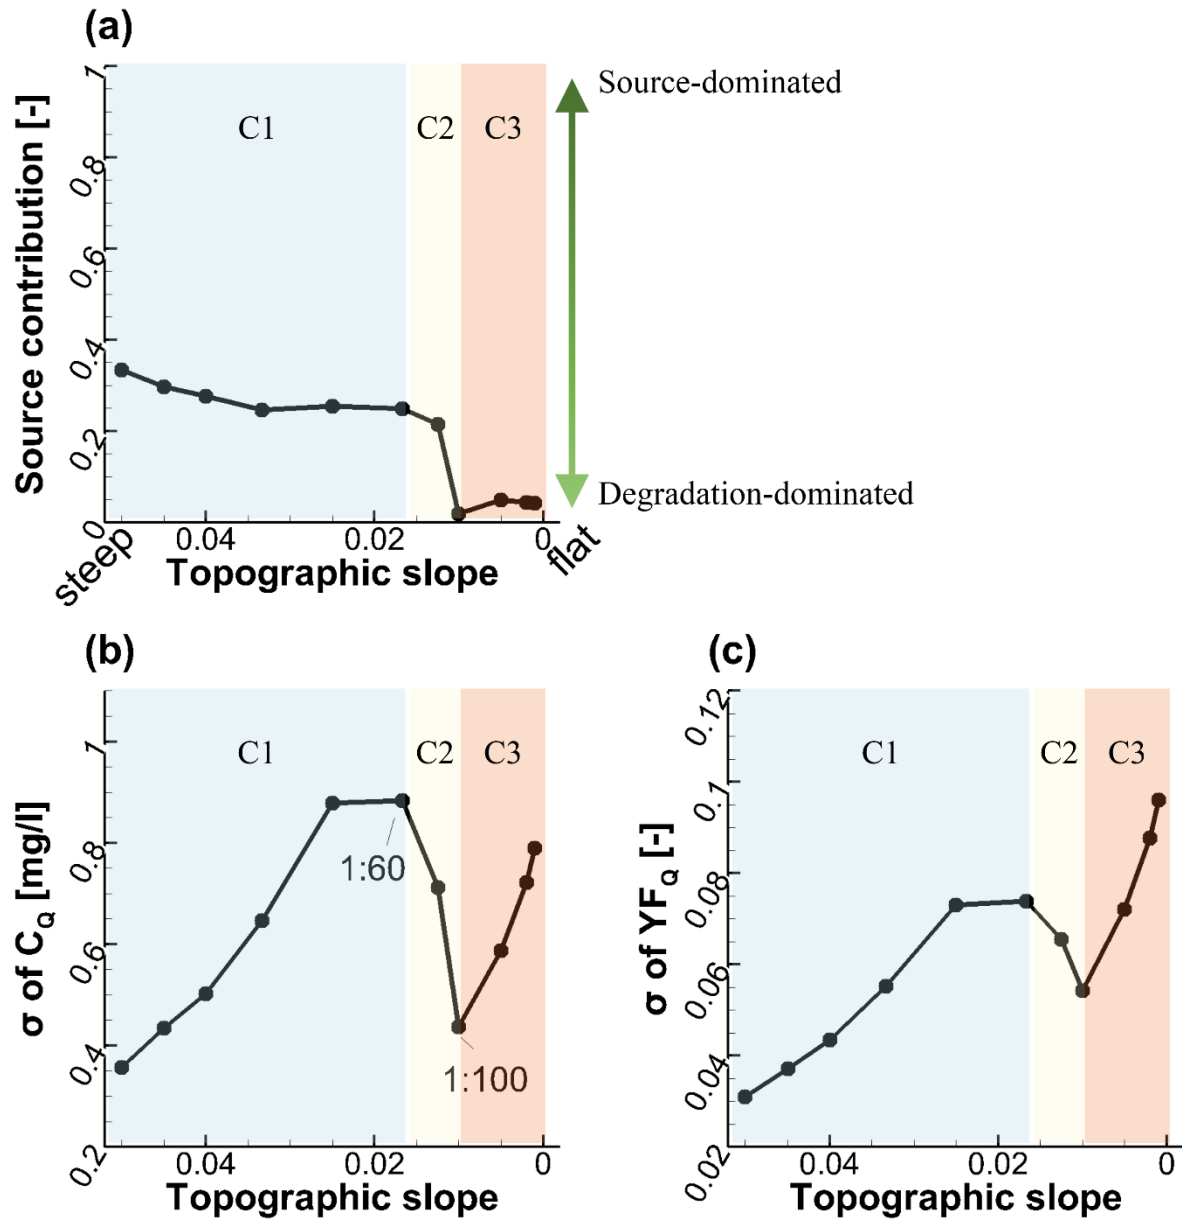 (a)
Source contribution [-]
1
0.8
0.6
0.4
0.2
0
C1
C2
C3
Source-dominated
Degradation-dominated
steep
0.04
0.02
0
flat
Topographic slope
(b)
σ of C_Q [mg/l]
1
0.8
0.6
0.4
0.2
C1
C2
C3
1:60
1:100
0.04
0.02
0
Topographic slope
(c)
σ of YF_Q [-]
0.12
0.1
0.08
0.06
0.04
0.02
C1
C2
C3
0.04
0.02
0
Topographic slope